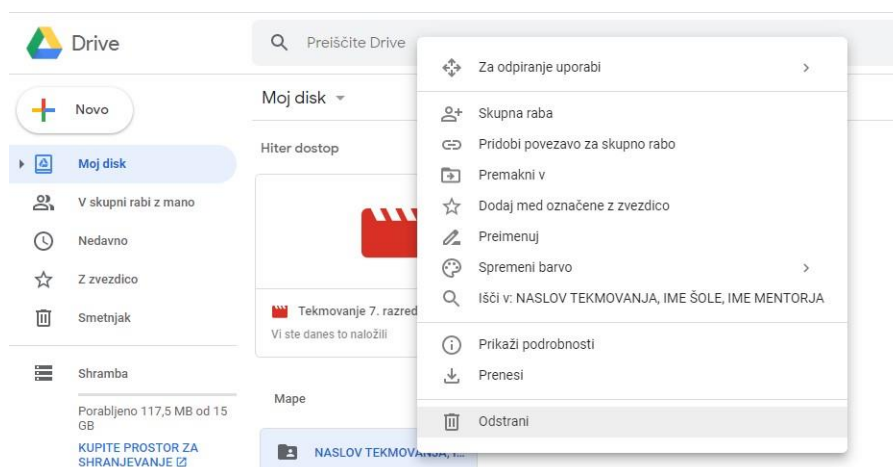 Drive
Preiščite Drive
Novo
Moj disk
V skupni rabi z mano
Nedavno
Z zvezdico
Smetnjak
Shramba
Porabljeno 117,5 MB od 15
GB
KUPITE PROSTOR ZA
SHRANJEVANJE
Moj disk
Hiter dostop
Tekmovanje 7. razred
Vi ste danes to naložili
Mape
NASLOV TEKMOVANJA, I...
Za odpiranje uporabi
Skupna raba
Pridobi povezavo za skupno rabo
Premakni v
Dodaj med označene z zvezdico
Preimenuj
Spremeni barvo
Išči v: NASLOV TEKMOVANJA, IME ŠOLE, IME MENTORJA
Prikaži podrobnosti
Prenesi
Odstrani